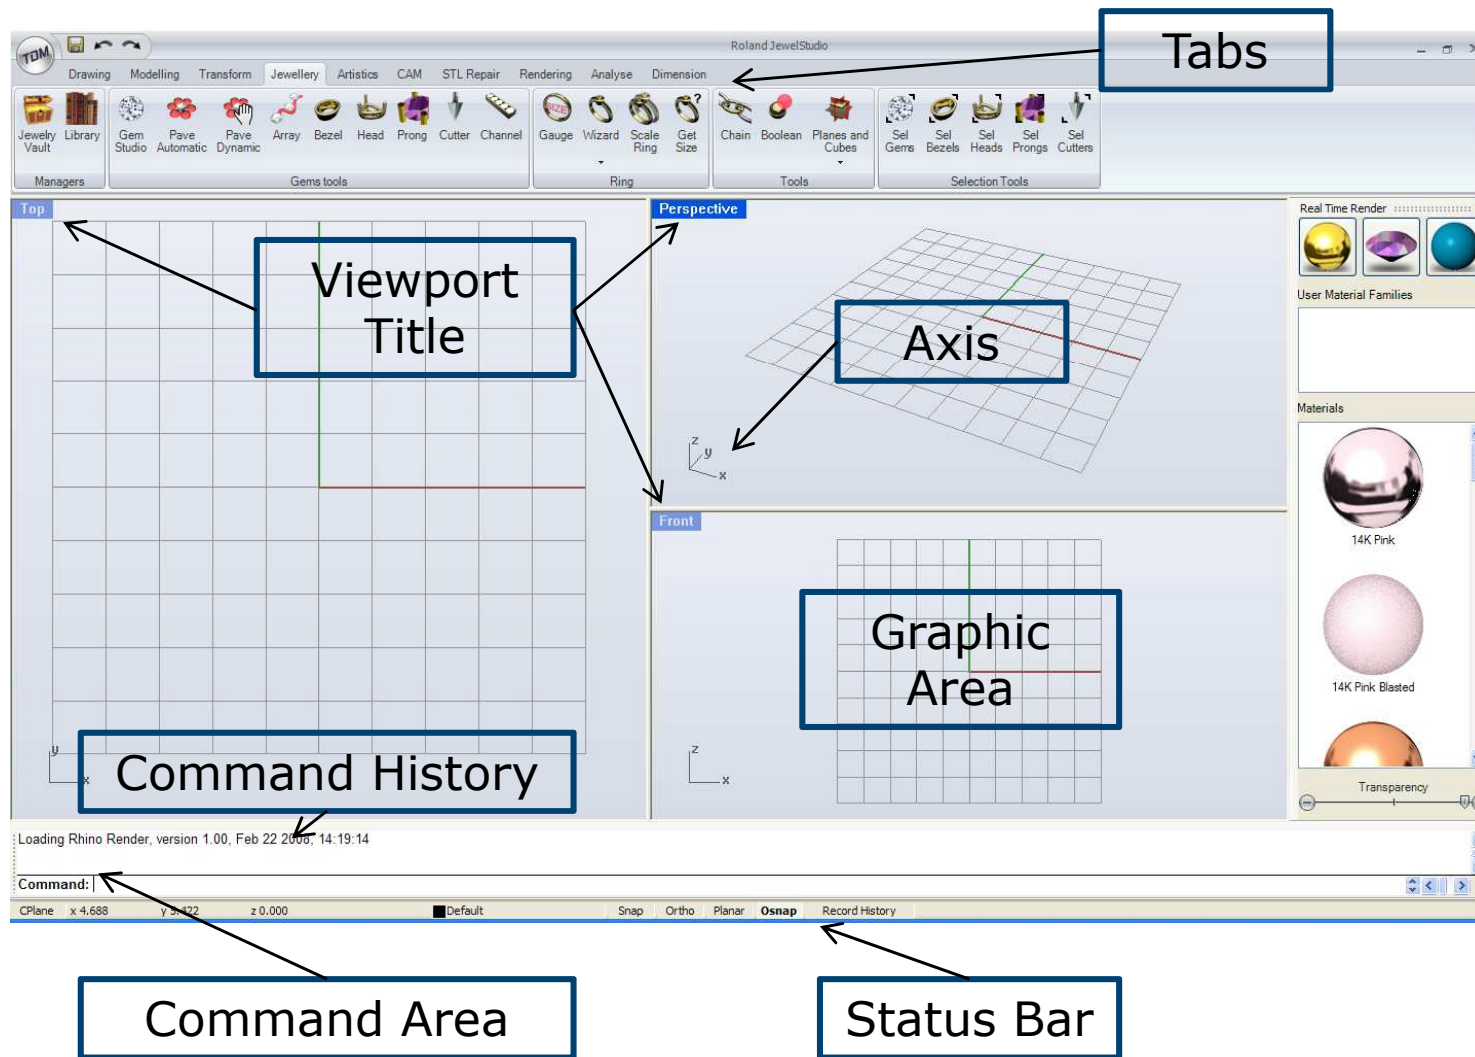 TDM
Roland JewelStudio
Tabs
Drawing Modelling Transform Jewellery Artistics CAM STL Repair Rendering Analyse Dimension
SIZE ?
Jewelry Vault Library Gem Studio Pave Automatic Pave Dynamic Array Bezel Head Prong Cutter Channel Gauge Wizard Scale Ring Get Size Chain Boolean Planes and Cubes Sel Gems Sel Bezels Sel Heads Sel Prongs Sel Cutters
Managers Gems tools Ring Tools Selection Tools
Top
Viewport
Title
y
x
Perspective
Axis
z
y
x
Front
Graphic
Area
z
x
Real Time Render
User Material Families
Materials
14K Pink
14K Pink Blasted
Transparency
Command History
Loading Rhino Render, version 1.00, Feb 22 2008, 14:19:14
Command:
CPlane x 4.688 y 5.422 z 0.000 Default Snap Ortho Planar Osnap Record History
Command Area
Status Bar